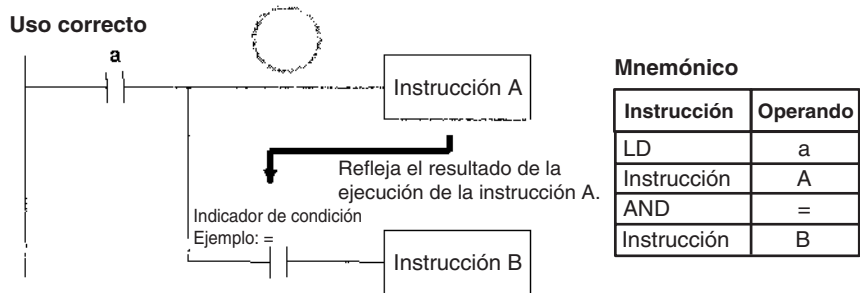 Uso correcto
a
Instrucción A
Refleja el resultado de la
ejecución de la instrucción A.
Indicador de condición
Ejemplo: =
Instrucción B
Mnemónico
Instrucción Operando
LD a
Instrucción A
AND =
Instrucción B